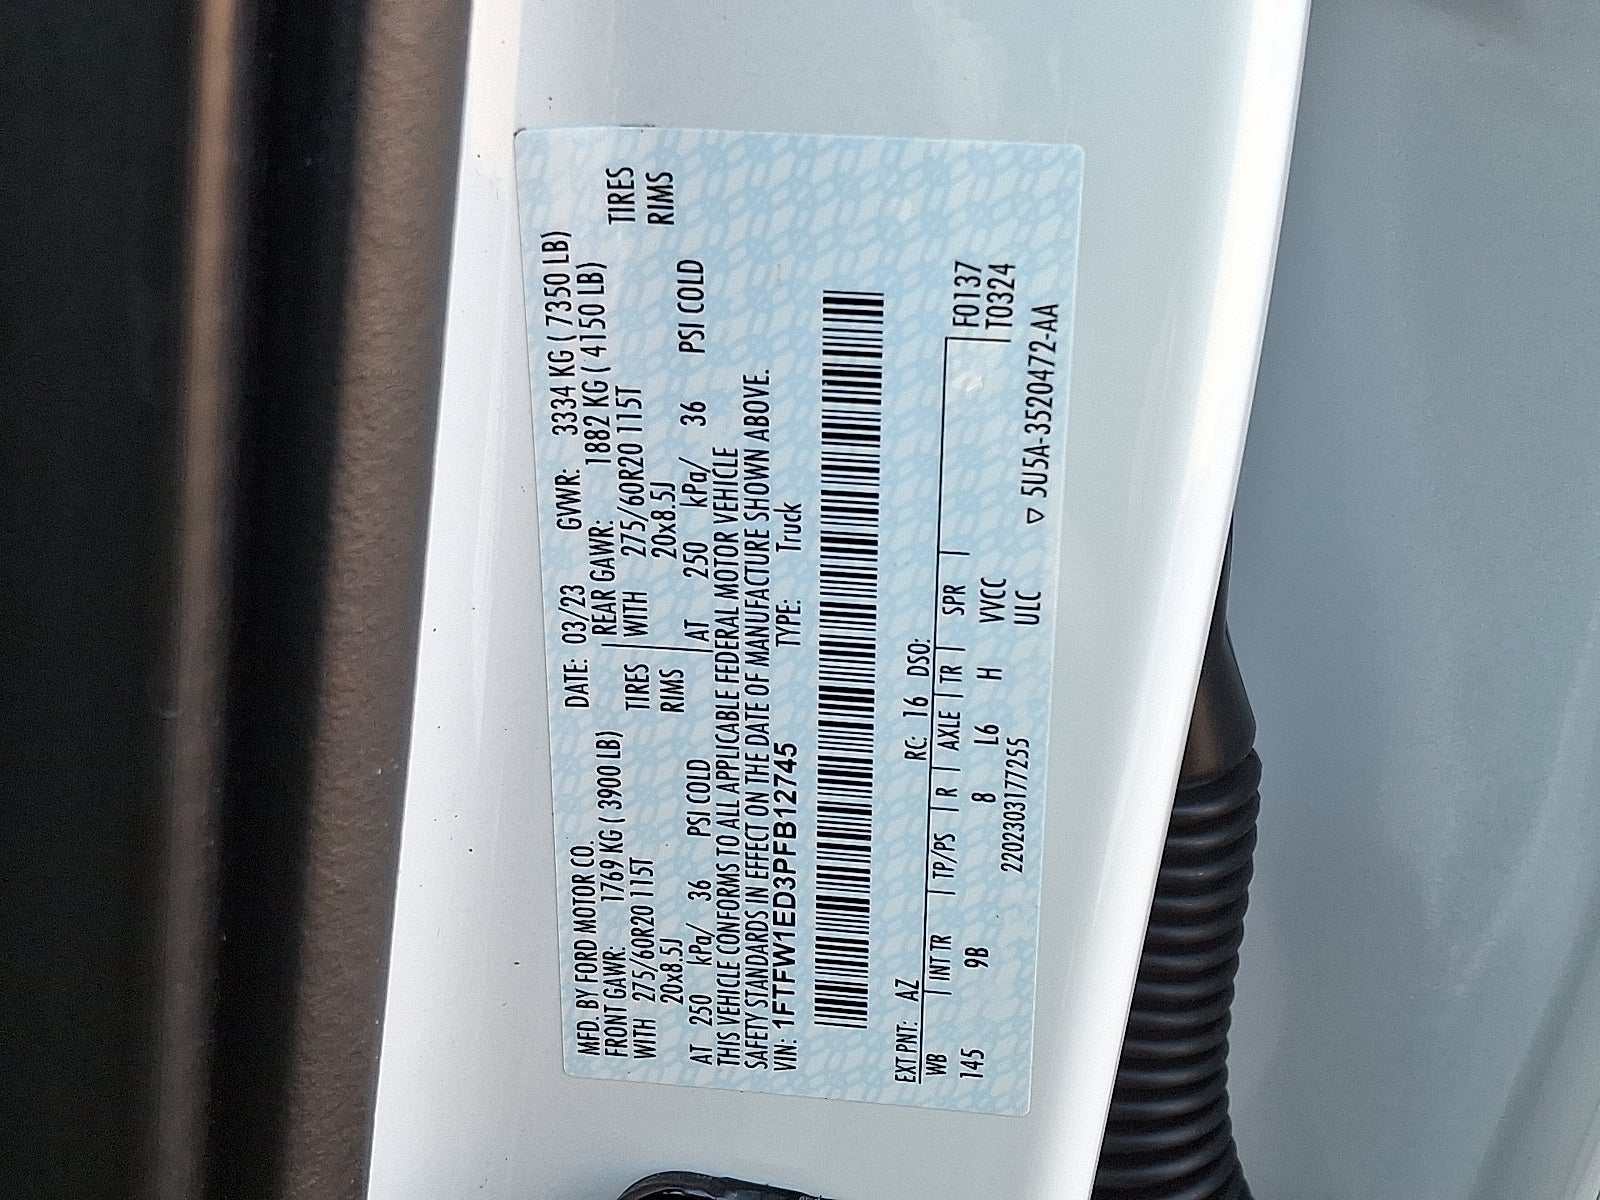 MFD. BY FORD MOTOR CO. DATE: 03/23 GVWR: 3334 KG ( 7350 LB)
FRONT GAWR: 1769 KG ( 3900 LB) REAR GAWR: 1882 KG ( 4150 LB)
WITH 275/60R20 115T TIRES WITH 275/60R20 115T TIRES
20x8.5J RIMS 20x8.5J RIMS
AT 250 kPa/ 36 PSI COLD AT 250 kPa/ 36 PSI COLD
THIS VEHICLE CONFORMS TO ALL APPLICABLE FEDERAL MOTOR VEHICLE
SAFETY STANDARDS IN EFFECT ON THE DATE OF MANUFACTURE SHOWN ABOVE.
VIN: 1FTFW1ED3PFB12745 TYPE: Truck
EXT PNT: AZ RC: 16 DSO:
WB | INT TR | TP/PS | R | AXLE | TR | SPR | F0137
145 9B 8 L6 H VVCC T0324
2202303177255 ULC ▽ 5U5A-3520472-AA